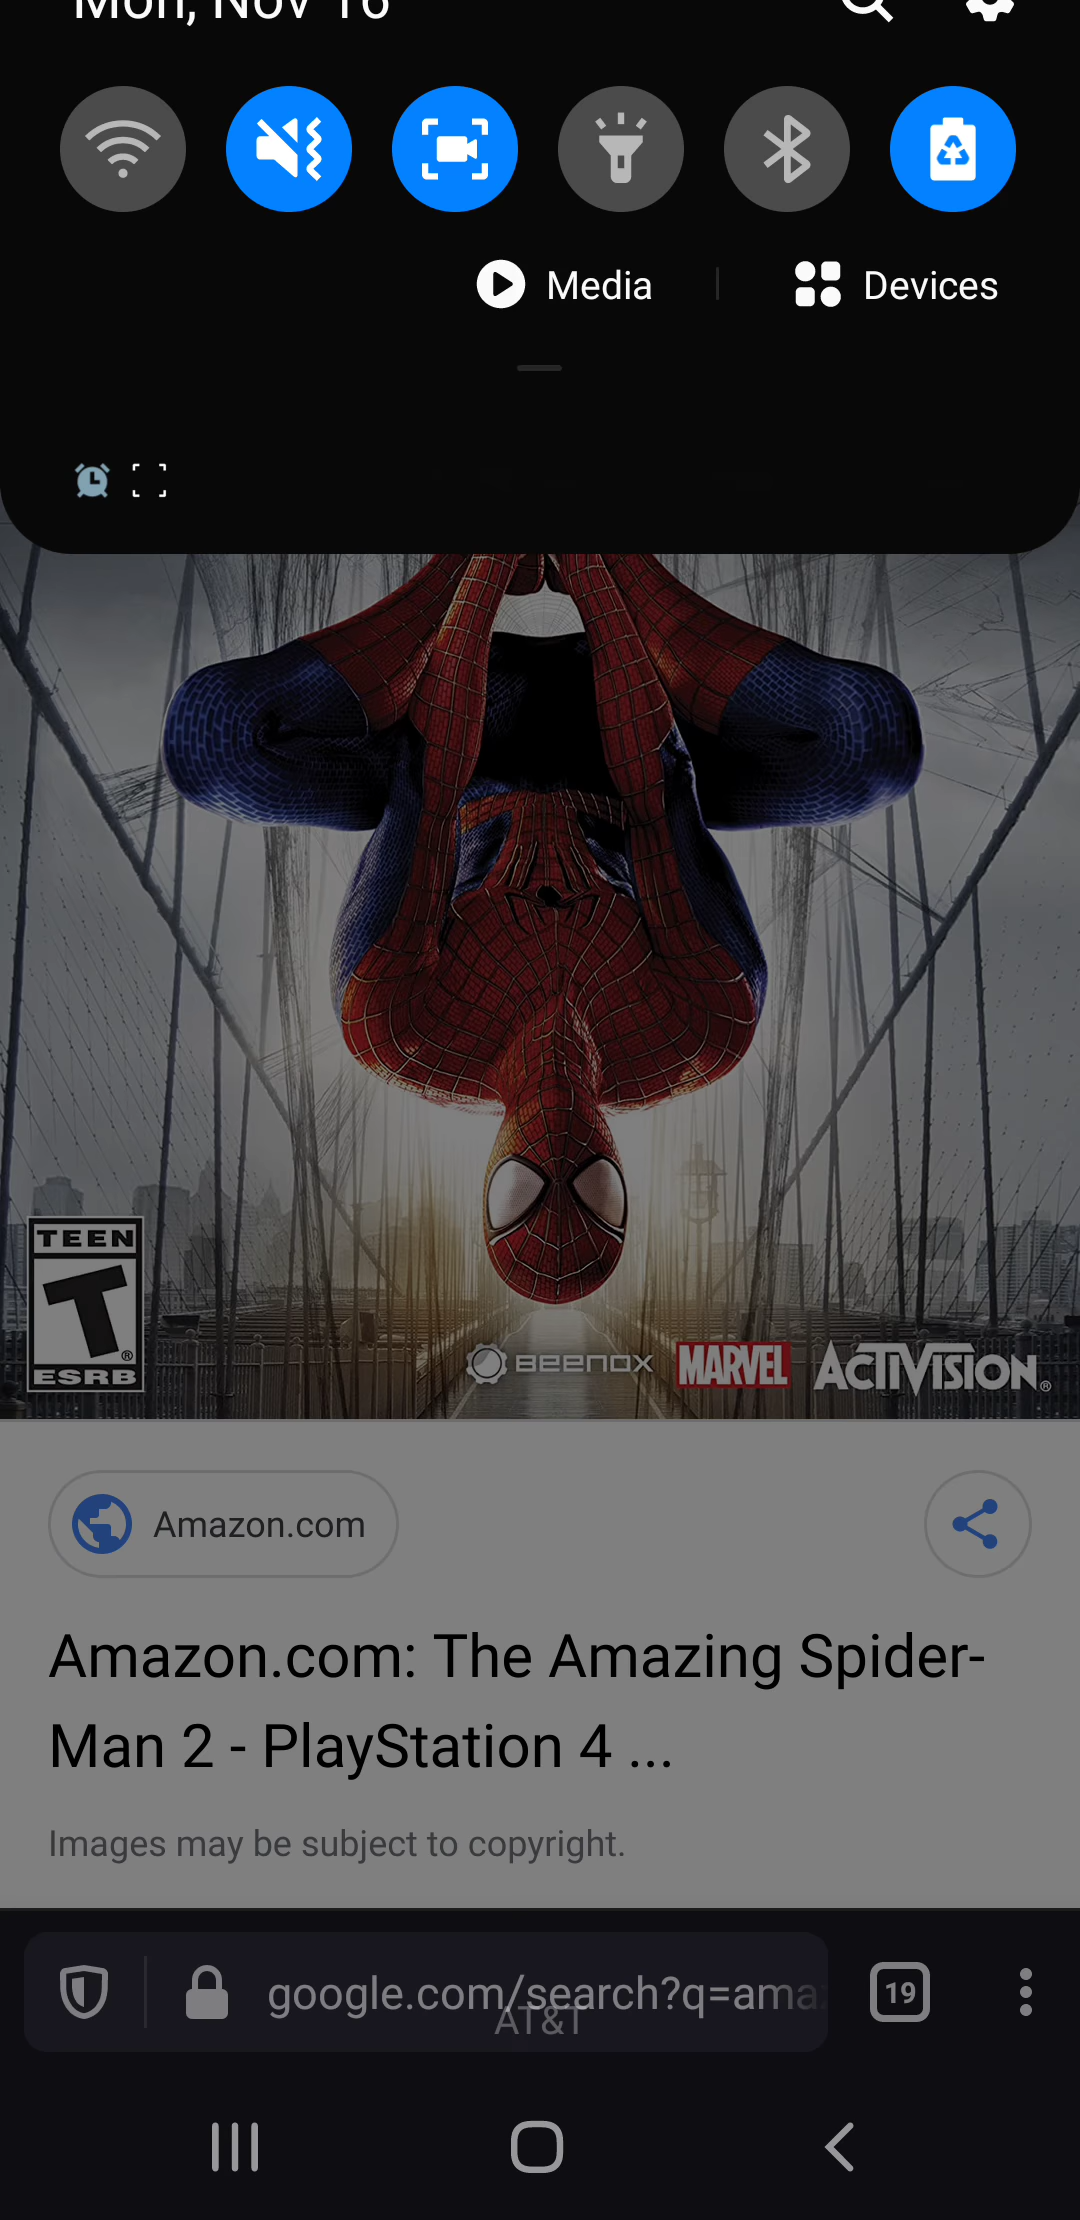 Mon, Nov 16
Media
Devices
TEEN
T
ESRB
BEENOX MARVEL ACTIVISION
Amazon.com
Amazon.com: The Amazing Spider-
Man 2 - PlayStation 4 ...
Images may be subject to copyright.
google.com/search?q=ama
19
AT&T